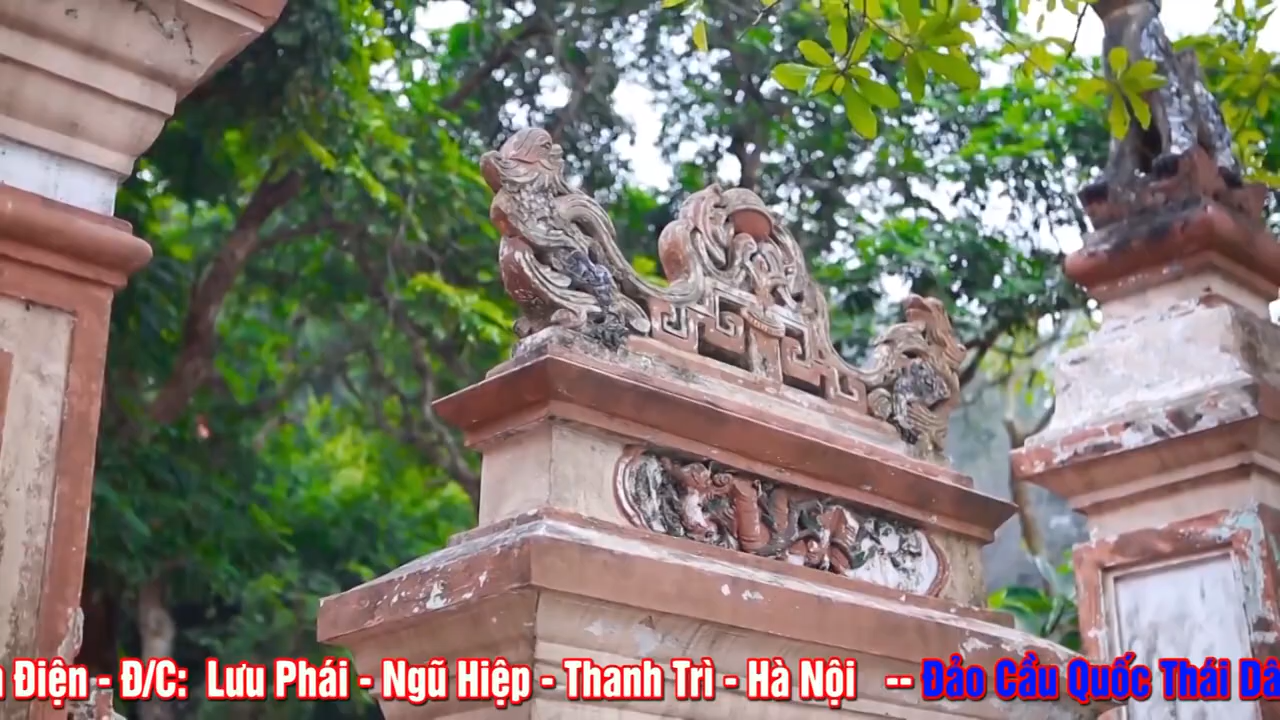 Điện - Đ/C: Lưu Phái - Ngũ Hiệp - Thanh Trì - Hà Nội -- Đảo Cầu Quốc Thái